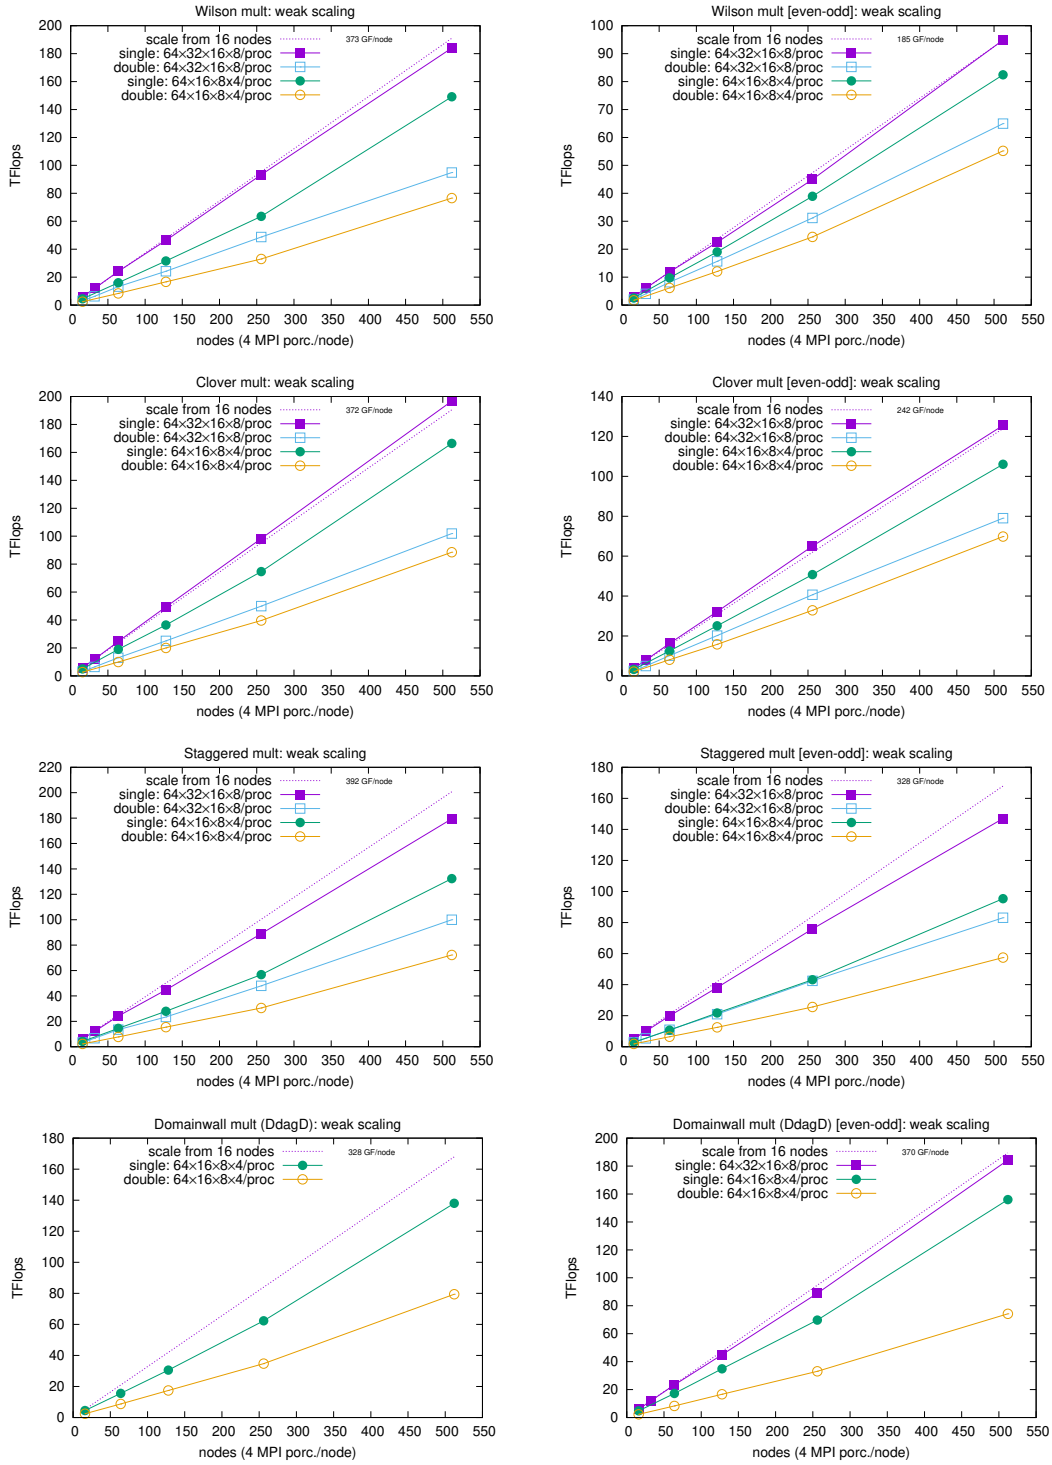 Wilson mult: weak scaling
scale from 16 nodes
373 GF/node
single: 64×32×16×8/proc
double: 64×32×16×8/proc
single: 64×16×8×4/proc
double: 64×16×8×4/proc
200
180
160
140
120
100
80
60
40
20
0
TFlops
0 50 100 150 200 250 300 350 400 450 500 550
nodes (4 MPI porc./node)
Wilson mult [even-odd]: weak scaling
scale from 16 nodes
185 GF/node
single: 64×32×16×8/proc
double: 64×32×16×8/proc
single: 64×16×8×4/proc
double: 64×16×8×4/proc
100
90
80
70
60
50
40
30
20
10
0
TFlops
0 50 100 150 200 250 300 350 400 450 500 550
nodes (4 MPI porc./node)
Clover mult: weak scaling
scale from 16 nodes
372 GF/node
single: 64×32×16×8/proc
double: 64×32×16×8/proc
single: 64×16×8×4/proc
double: 64×16×8×4/proc
200
180
160
140
120
100
80
60
40
20
0
TFlops
0 50 100 150 200 250 300 350 400 450 500 550
nodes (4 MPI porc./node)
Clover mult [even-odd]: weak scaling
scale from 16 nodes
242 GF/node
single: 64×32×16×8/proc
double: 64×32×16×8/proc
single: 64×16×8×4/proc
double: 64×16×8×4/proc
140
120
100
80
60
40
20
0
TFlops
0 50 100 150 200 250 300 350 400 450 500 550
nodes (4 MPI porc./node)
Staggered mult: weak scaling
scale from 16 nodes
392 GF/node
single: 64×32×16×8/proc
double: 64×32×16×8/proc
single: 64×16×8×4/proc
double: 64×16×8×4/proc
220
200
180
160
140
120
100
80
60
40
20
0
TFlops
0 50 100 150 200 250 300 350 400 450 500 550
nodes (4 MPI porc./node)
Staggered mult [even-odd]: weak scaling
scale from 16 nodes
328 GF/node
single: 64×32×16×8/proc
double: 64×32×16×8/proc
single: 64×16×8×4/proc
double: 64×16×8×4/proc
180
160
140
120
100
80
60
40
20
0
TFlops
0 50 100 150 200 250 300 350 400 450 500 550
nodes (4 MPI porc./node)
Domainwall mult (DdagD): weak scaling
scale from 16 nodes
328 GF/node
single: 64×16×8×4/proc
double: 64×16×8×4/proc
180
160
140
120
100
80
60
40
20
0
TFlops
0 50 100 150 200 250 300 350 400 450 500 550
nodes (4 MPI porc./node)
Domainwall mult (DdagD) [even-odd]: weak scaling
scale from 16 nodes
370 GF/node
single: 64×32×16×8/proc
single: 64×16×8×4/proc
double: 64×16×8×4/proc
200
180
160
140
120
100
80
60
40
20
0
TFlops
0 50 100 150 200 250 300 350 400 450 500 550
nodes (4 MPI porc./node)